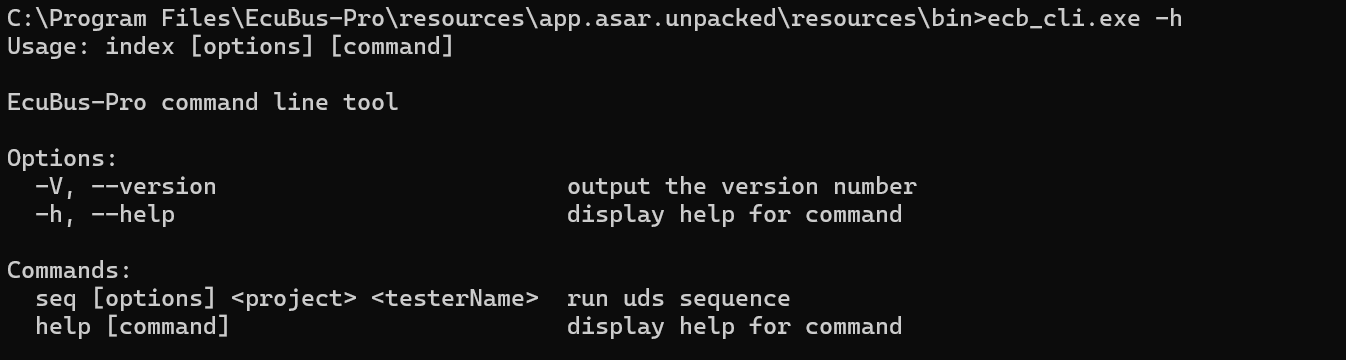 C:\Program Files\EcuBus-Pro\resources\app.asar.unpacked\resources\bin>ecb_cli.exe -h
Usage: index [options] [command]

EcuBus-Pro command line tool

Options:
  -V, --version                         output the version number
  -h, --help                            display help for command

Commands:
  seq [options] <project> <testerName>  run uds sequence
  help [command]                        display help for command